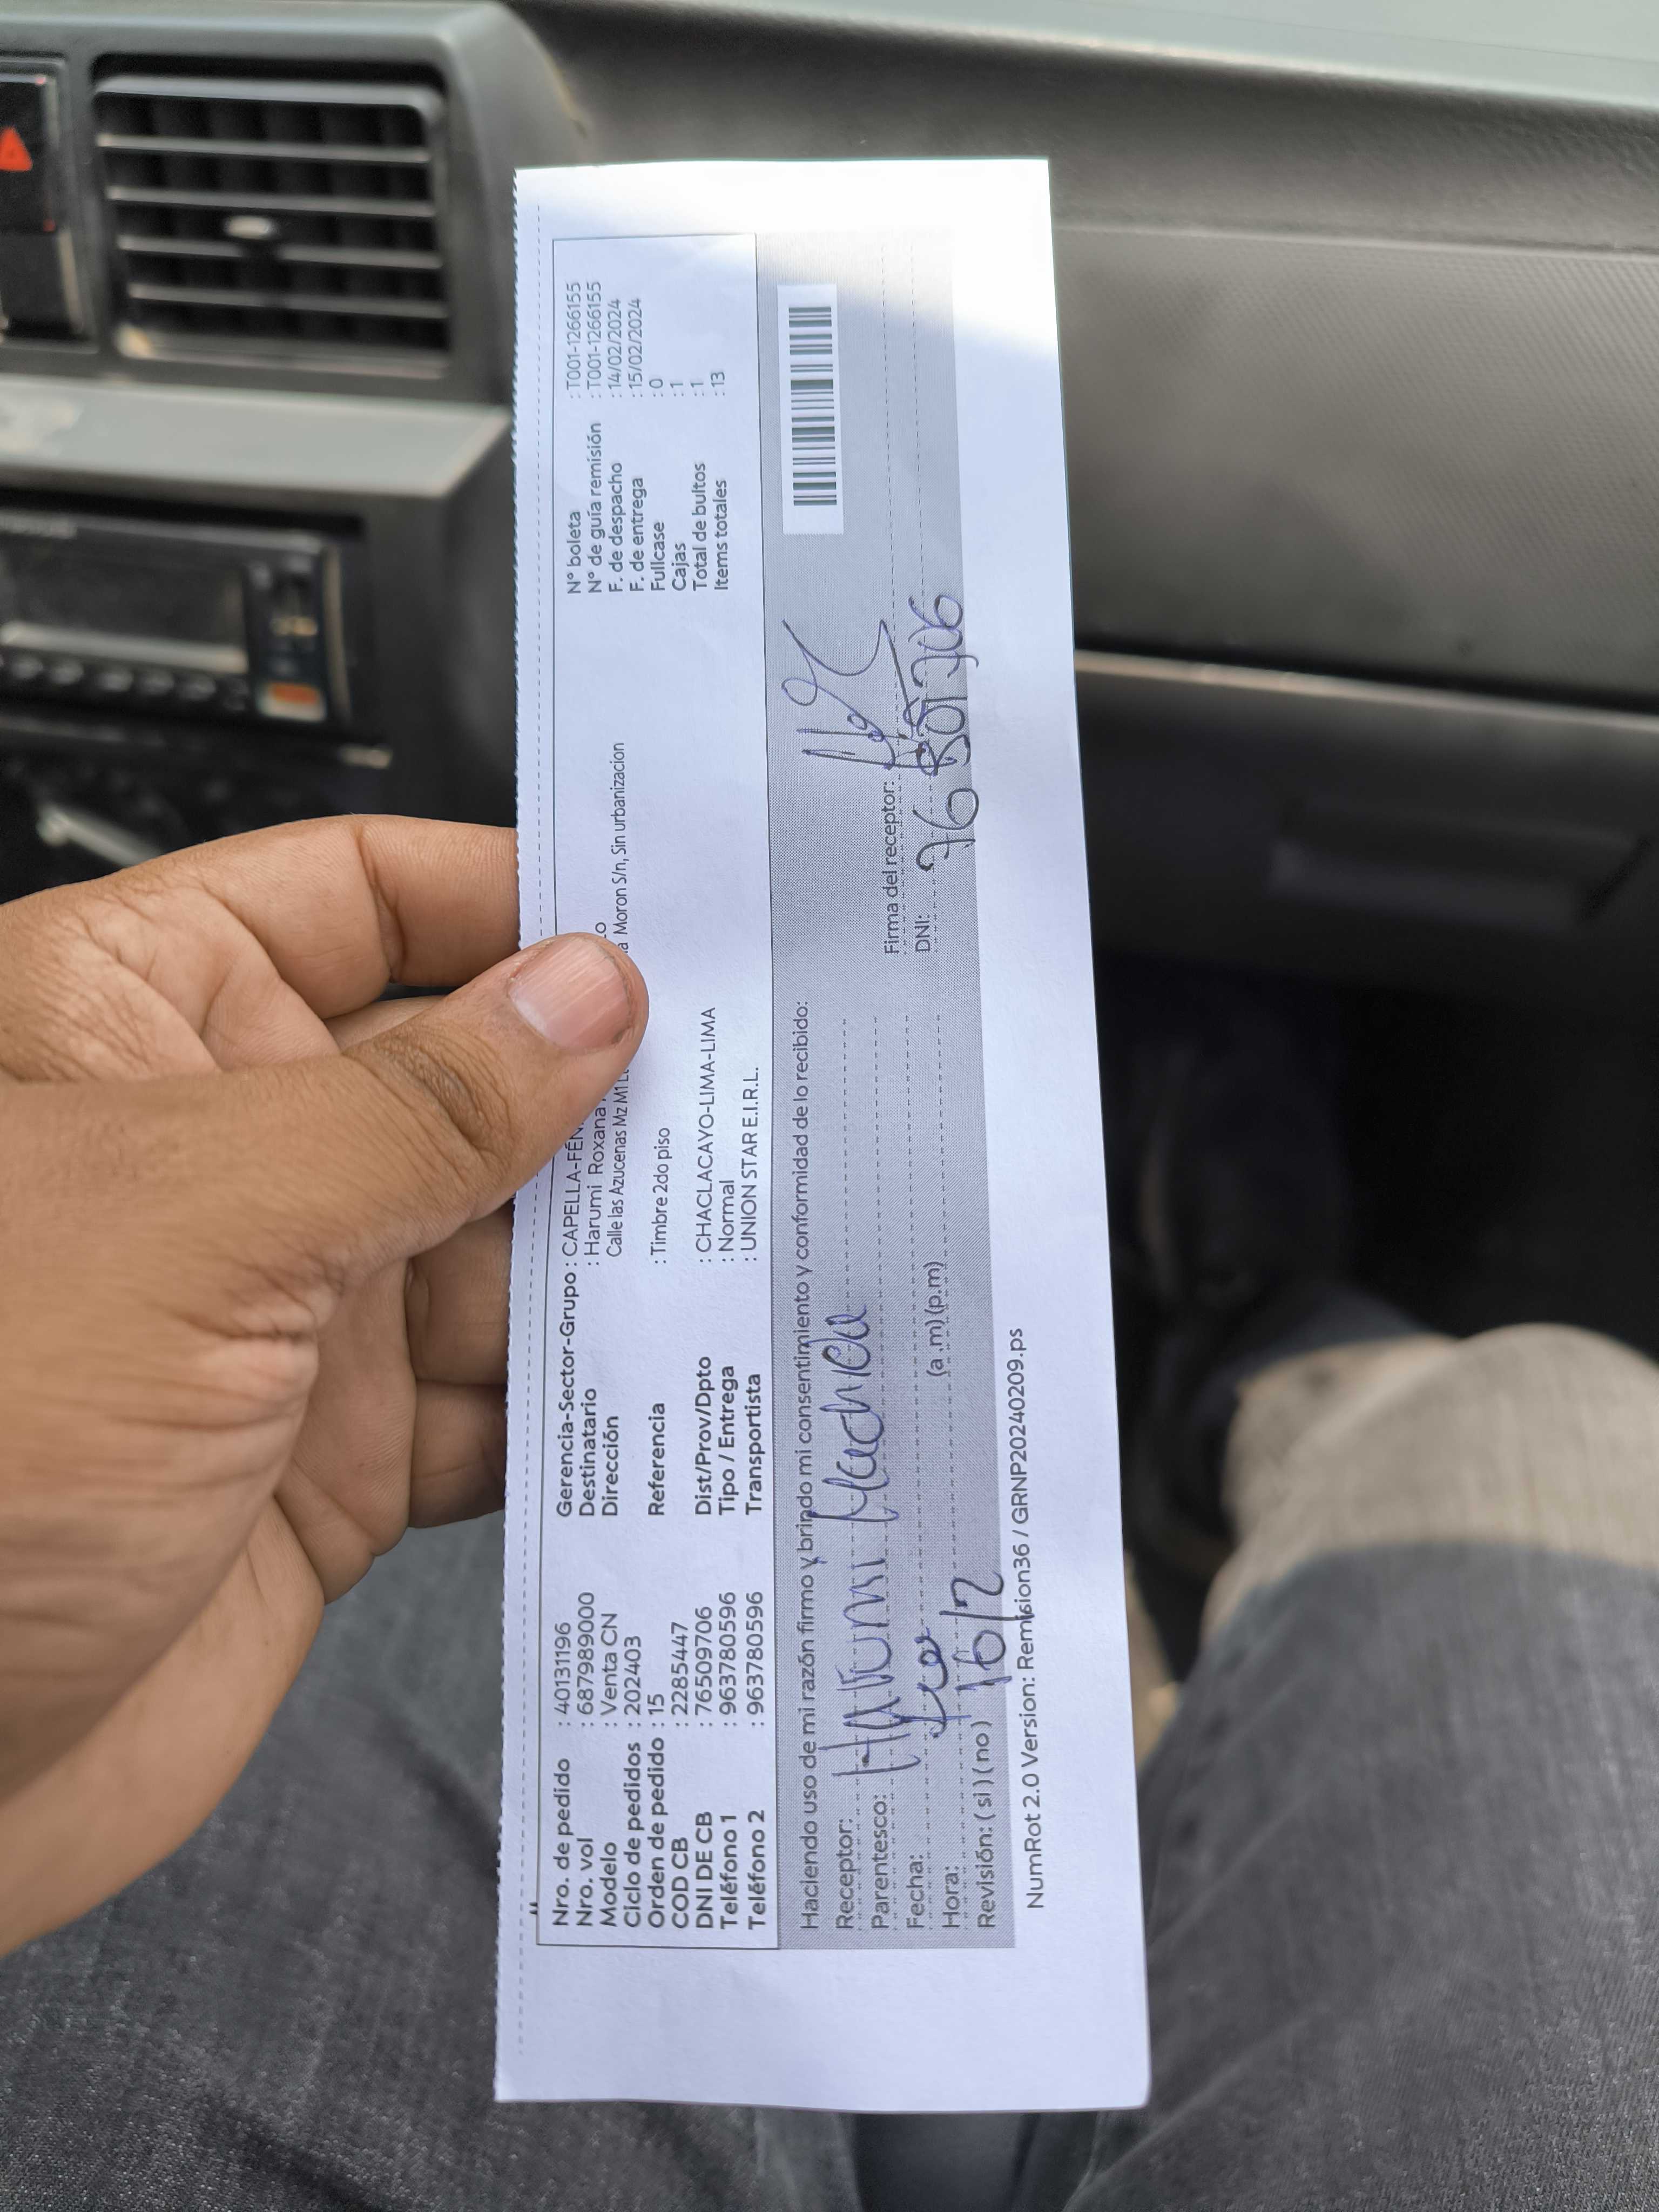 Nro. de pedido : 40131196
Nro. vol : 687989000
Modelo : Venta CN
Ciclo de pedidos : 202403
Orden de pedido : 15
COD CB : 2285447
DNI DE CB : 76509706
Teléfono 1 : 963780596
Teléfono 2 : 963780596
Gerencia-Sector-Grupo : CAPELLA-FÉN
Destinatario : Harumi Roxana
Dirección Calle las Azucenas Mz M1 Moron S/n, Sin urbanizacion
Referencia : Timbre 2do piso
Dist/Prov/Dpto : CHACLACAYO-LIMA-LIMA
Tipo / Entrega : Normal
Transportista : UNION STAR E.I.R.L.
N° boleta : T001-1266155
N° de guía remisión : T001-1266155
F. de despacho : 14/02/2024
F. de entrega : 15/02/2024
Fullcase : 0
Cajas : 1
Total de bultos : 1
Items totales : 13
Haciendo uso de mi razón firmo y brindo mi consentimiento y conformidad de lo recibido:
Receptor: Harumi
Parentesco:
Fecha: 16/2
Hora: (a.m) (p.m)
Revisión: ( si ) ( no )
Firma del receptor:
DNI:
NumRot 2.0 Version: Remision36 / GRNP20240209.ps